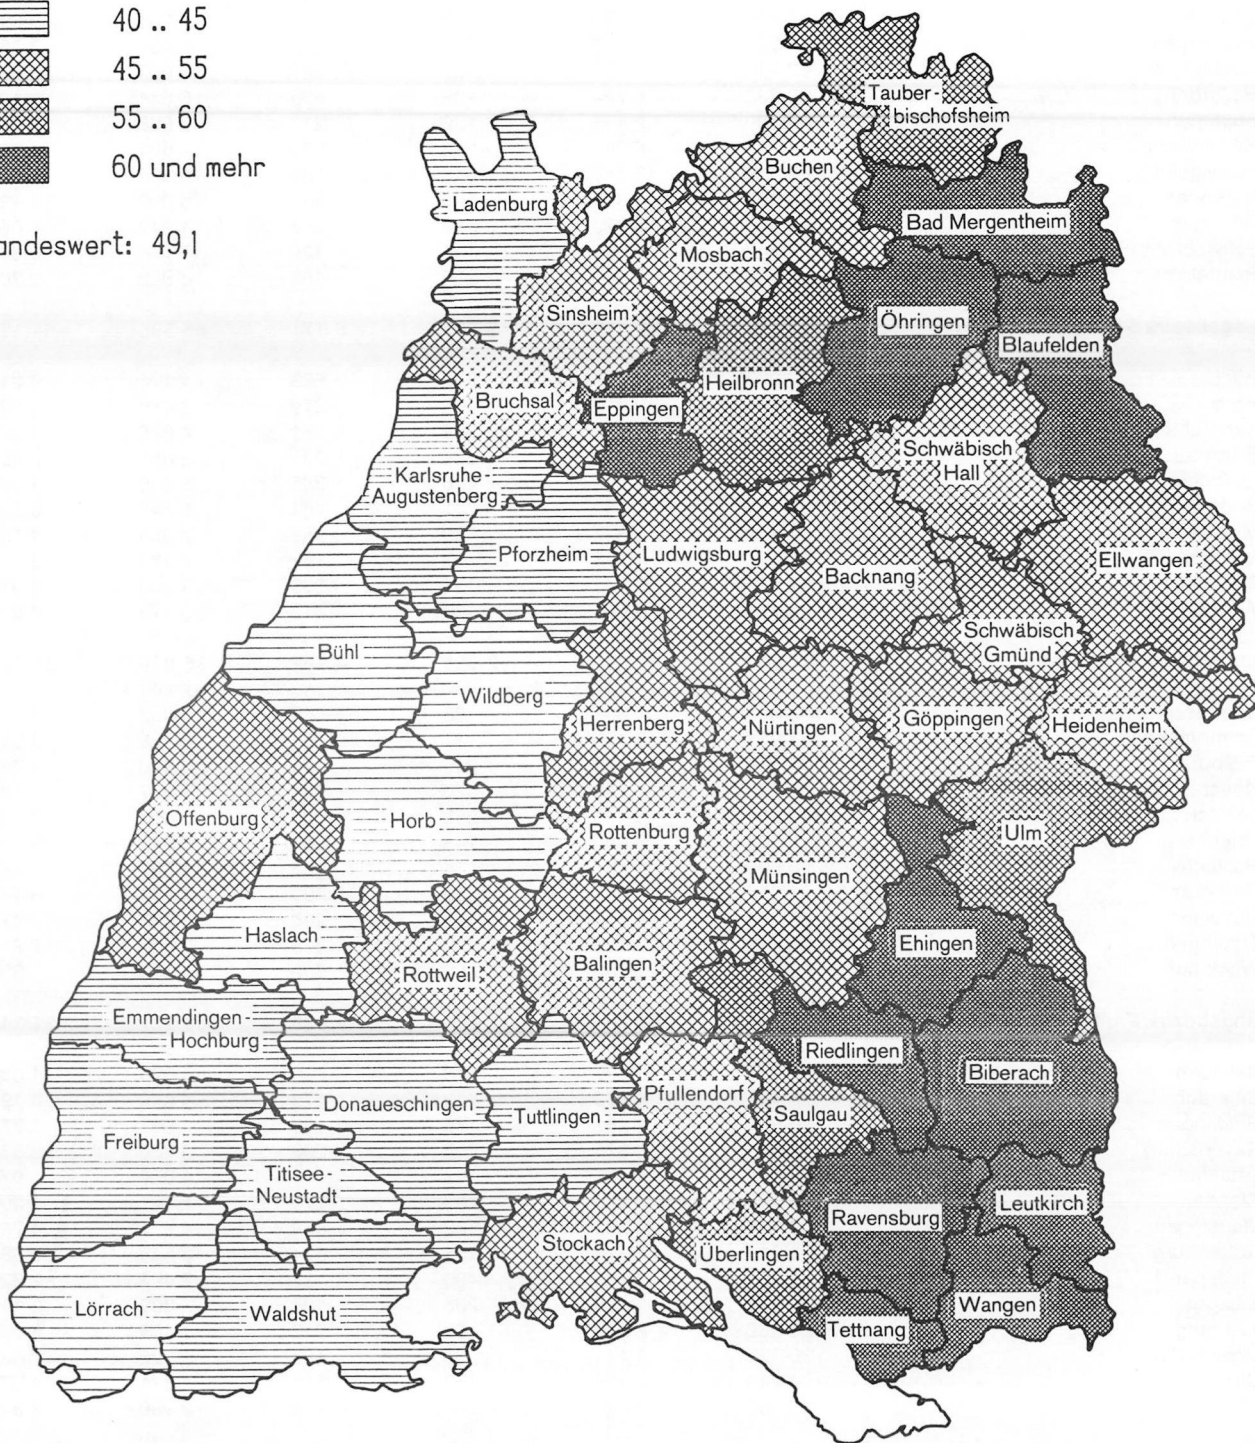 40 .. 45
45 .. 55
55 .. 60
60 und mehr
andeswert: 49,1
Tauber-
bischofsheim
Buchen
Ladenburg
Bad Mergentheim
Mosbach
Sinsheim
Öhringen
Blaufelden
Heilbronn
Bruchsal
Eppingen
Schwäbisch
Hall
Karlsruhe-
Augustenberg
Pforzheim
Ludwigsburg
Backnang
Ellwangen
Schwäbisch
Gmünd
Bühl
Wildberg
Herrenberg
Nürtingen
Göppingen
Heidenheim
Offenburg
Horb
Rottenburg
Ulm
Münsingen
Haslach
Rottweil
Balingen
Ehingen
Emmendingen-
Hochburg
Riedlingen
Biberach
Donaueschingen
Tuttlingen
Pfullendorf
Saulgau
Freiburg
Titisee-
Neustadt
Ravensburg
Leutkirch
Stockach
Überlingen
Lörrach
Waldshut
Tettnang
Wangen